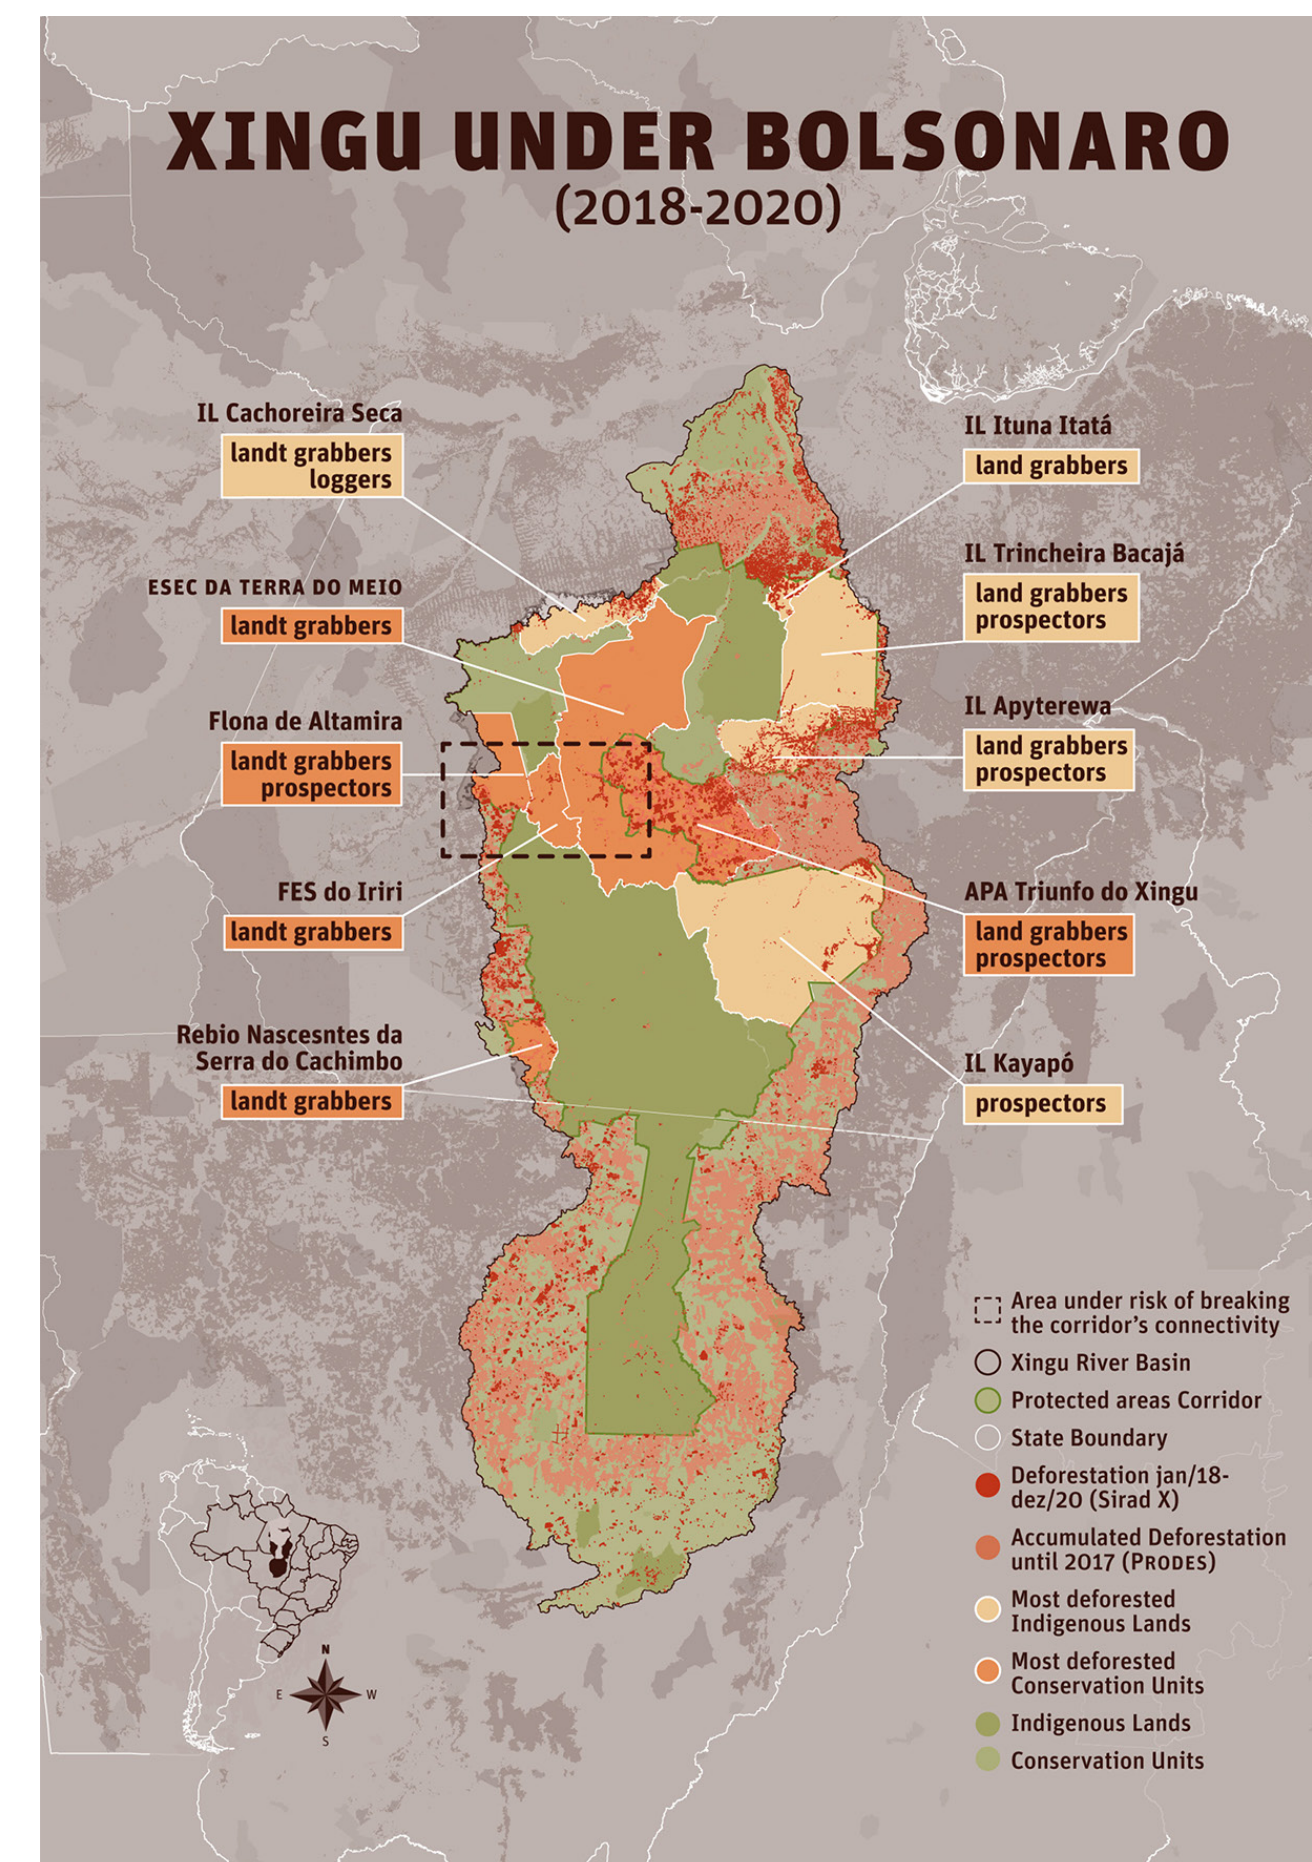 XINGU UNDER BOLSONARO
(2018-2020)
IL Cachoreira Seca
landt grabbers
loggers
ESEC DA TERRA DO MEIO
landt grabbers
Flona de Altamira
landt grabbers
prospectors
FES do Iriri
landt grabbers
Rebio Nascesntes da
Serra do Cachimbo
landt grabbers
IL Ituna Itatá
land grabbers
IL Trincheira Bacajá
land grabbers
prospectors
IL Apyterewa
land grabbers
prospectors
APA Triunfo do Xingu
land grabbers
prospectors
IL Kayapó
prospectors
Area under risk of breaking
the corridor's connectivity
Xingu River Basin
Protected areas Corridor
State Boundary
Deforestation jan/18-
dez/20 (Sirad X)
Accumulated Deforestation
until 2017 (PRODES)
Most deforested
Indigenous Lands
Most deforested
Conservation Units
Indigenous Lands
Conservation Units
N
E W
S